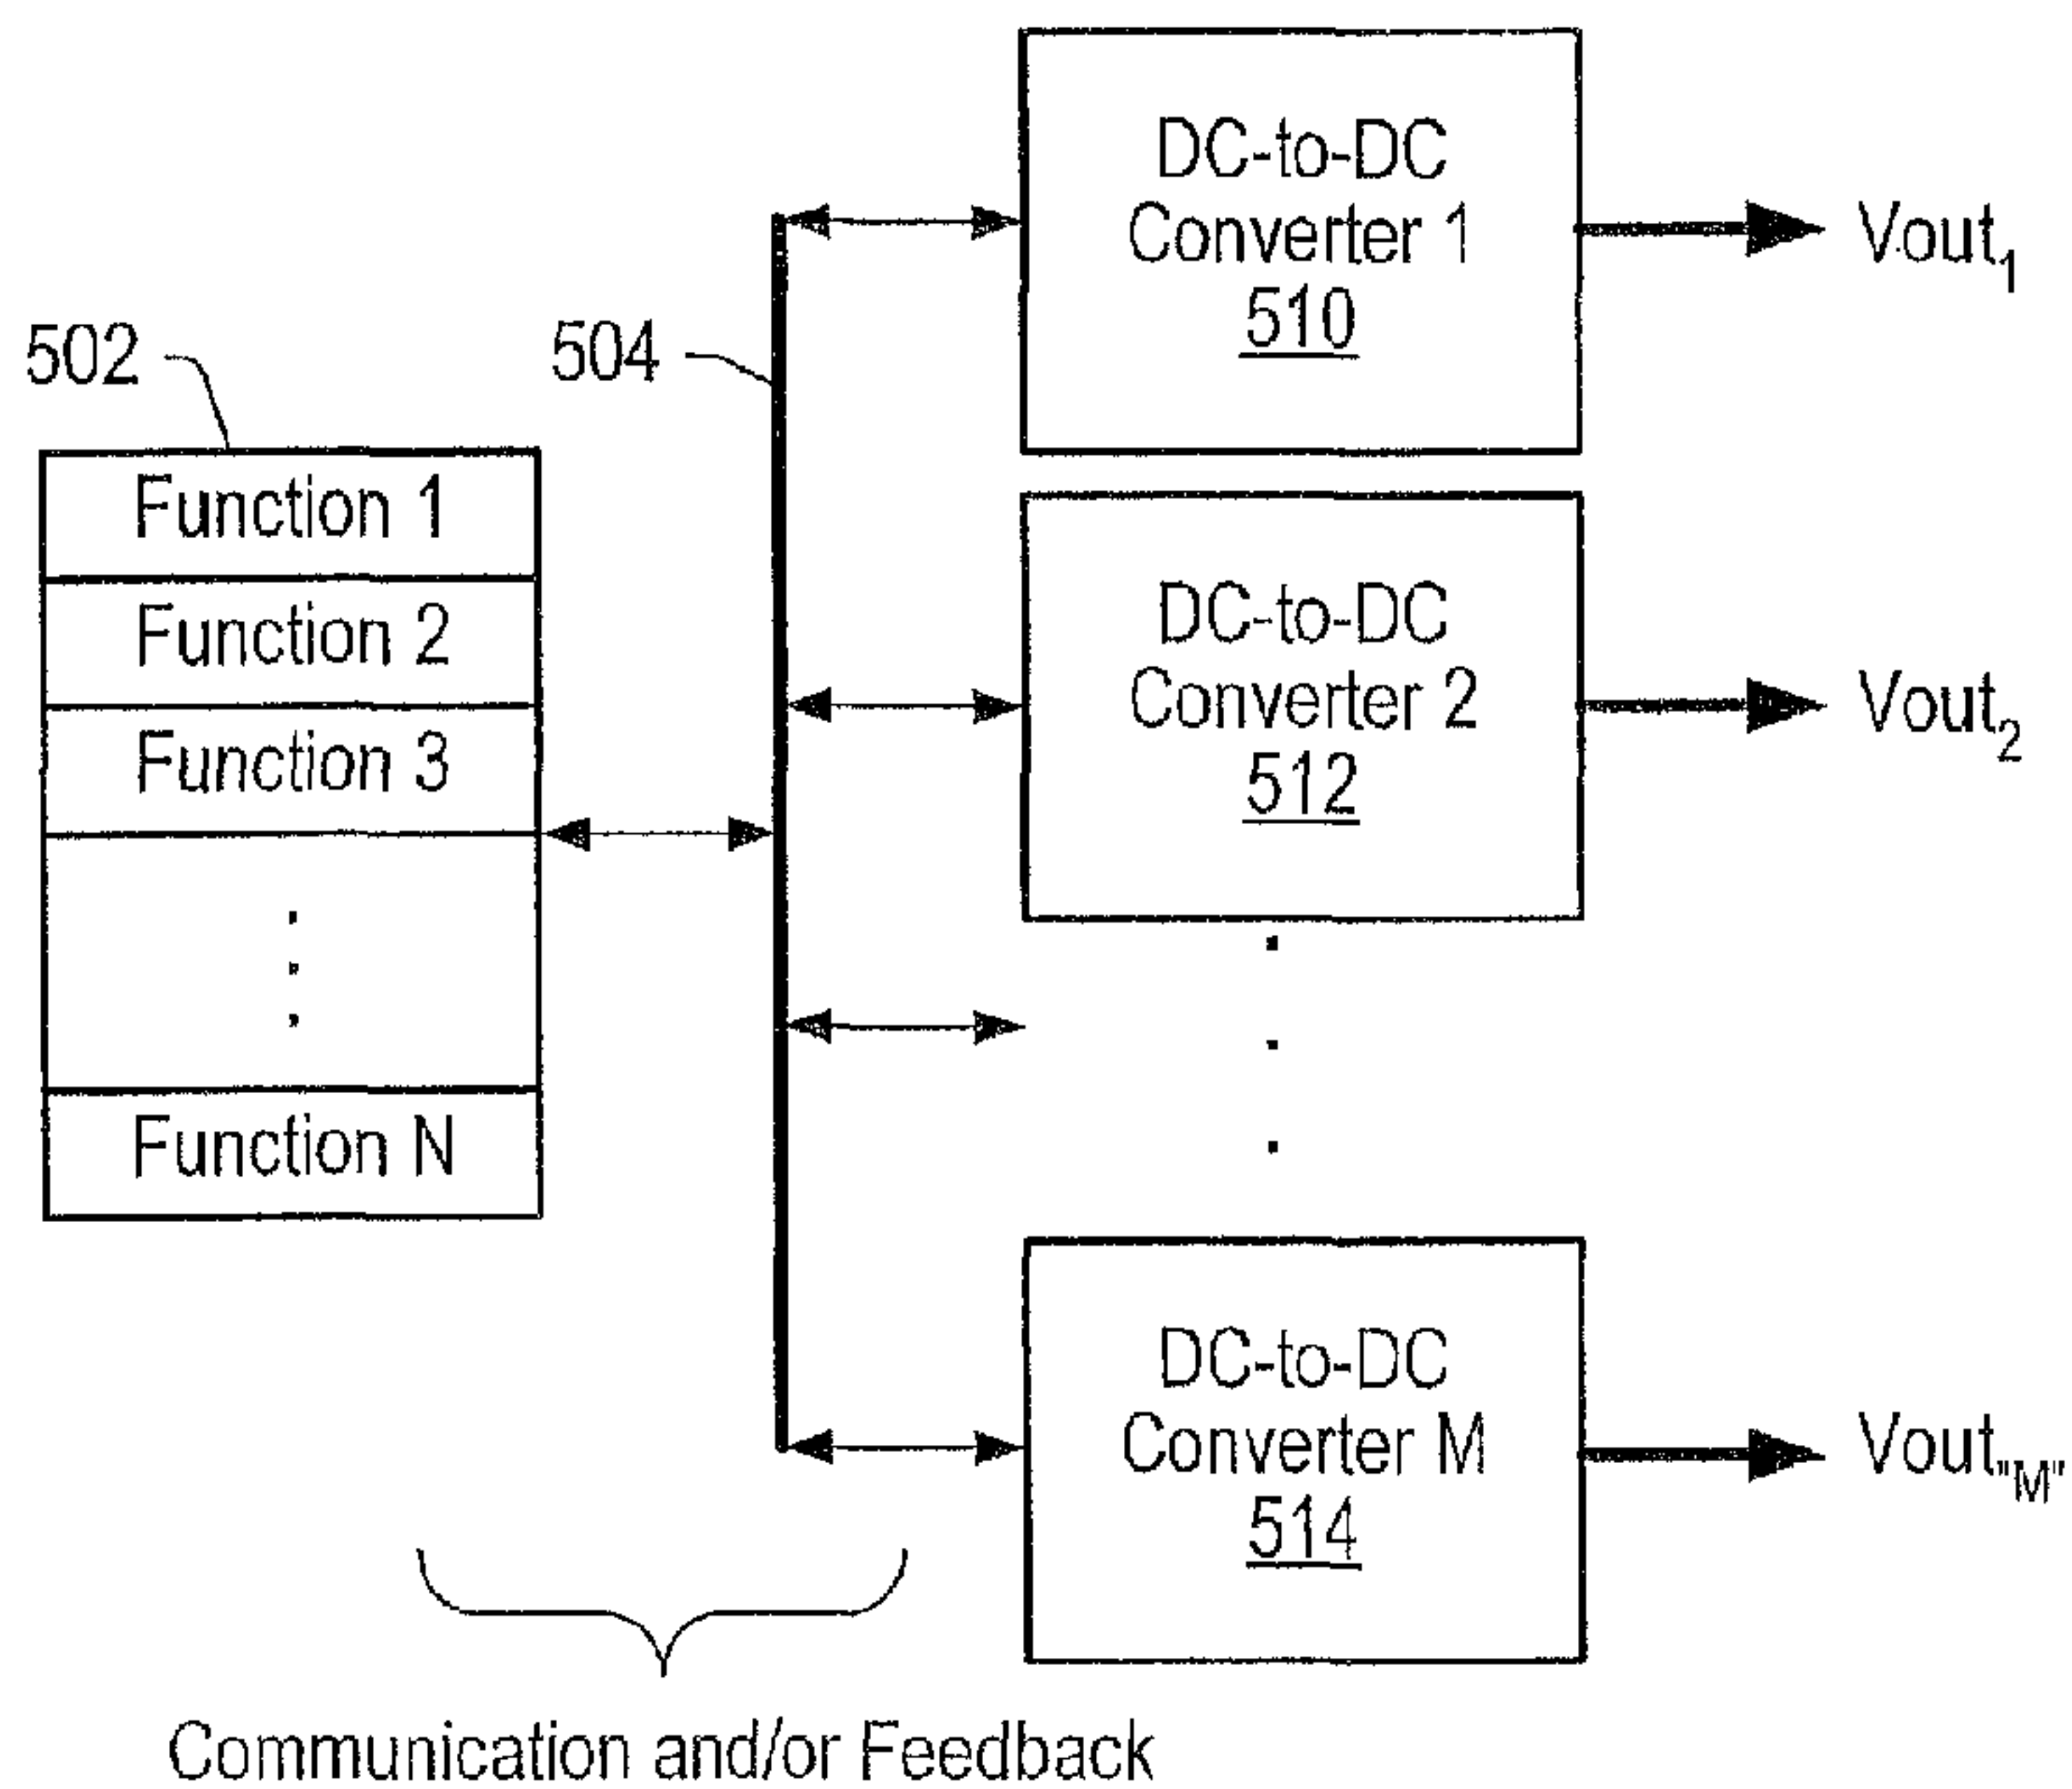 502
Function 1
Function 2
Function 3
Function N
504
DC-to-DC
Converter 1
510
Vout1
DC-to-DC
Converter 2
512
Vout2
DC-to-DC
Converter M
514
Vout"M"
Communication and/or Feedback